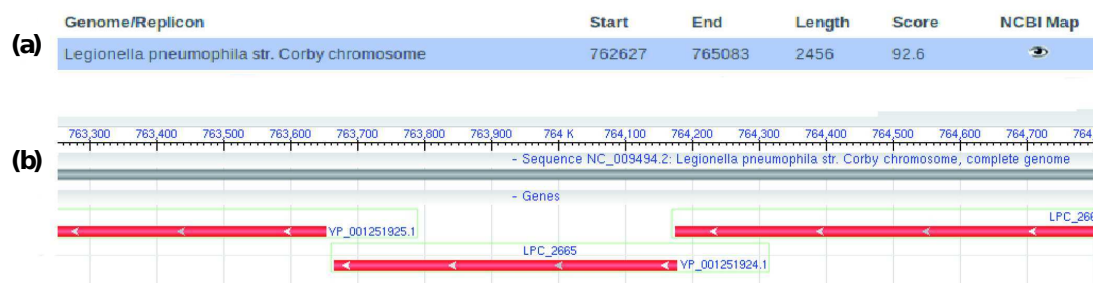 (a)
Genome/Replicon Start End Length Score NCBI Map
Legionella pneumophila str. Corby chromosome 762627 765083 2456 92.6
(b)
763,300 763,400 763,500 763,600 763,700 763,800 763,900 764 K 764,100 764,200 764,300 764,400 764,500 764,600 764,700 764
- Sequence NC_009494.2: Legionella pneumophila str. Corby chromosome, complete genome
- Genes
LPC_266
YP_001251925.1
LPC_2665
YP_001251924.1